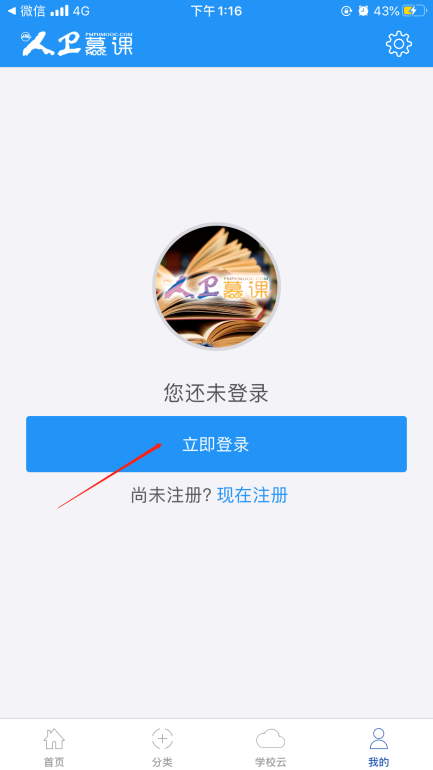 微信 4G 下午1:16 43%
PMPHMOOC.COM
人卫慕课
PMPHMOOC.COM
人卫慕课
您还未登录
立即登录
尚未注册? 现在注册
首页 分类 学校云 我的